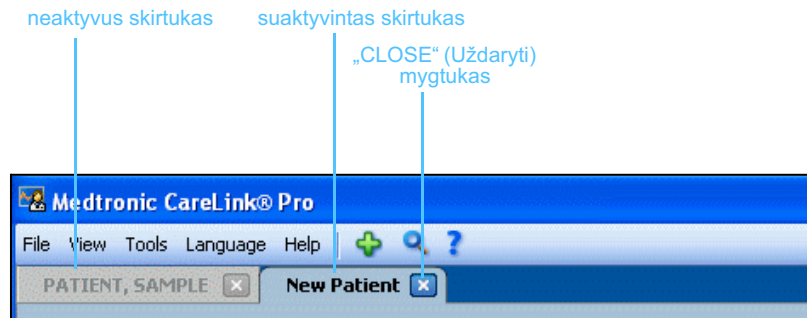 neaktyvus skirtukas suaktyvintas skirtukas
„CLOSE“ (Uždaryti)
mygtukas
Medtronic CareLink® Pro
File View Tools Language Help ?
PATIENT, SAMPLE New Patient